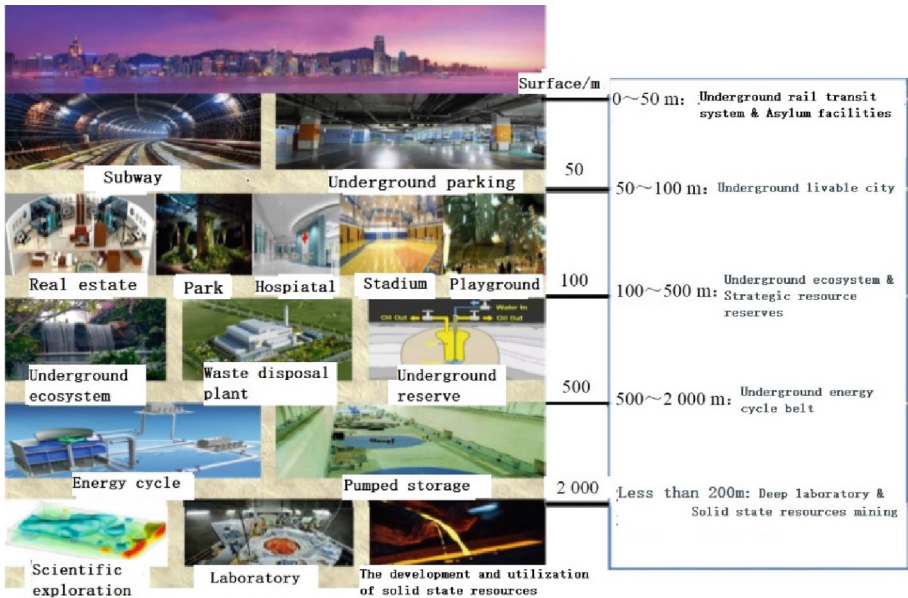 Surface/m
0～50 m: Underground rail transit
system & Asylum facilities
Subway
Underground parking
50
50～100 m: Underground livable city
Real estate
Park
Hospiatal
Stadium
Playground
100
100～500 m: Underground ecosystem &
Strategic resource
reserves
Water In
Oil Out
Oil Out
Underground
ecosystem
Waste disposal
plant
Underground
reserve
500
500～2 000 m: Underground energy
cycle belt
Energy cycle
Pumped storage
2 000
Less than 200m: Deep laboratory &
Solid state resources mining
Scientific
exploration
Laboratory
The development and utilization
of solid state resources